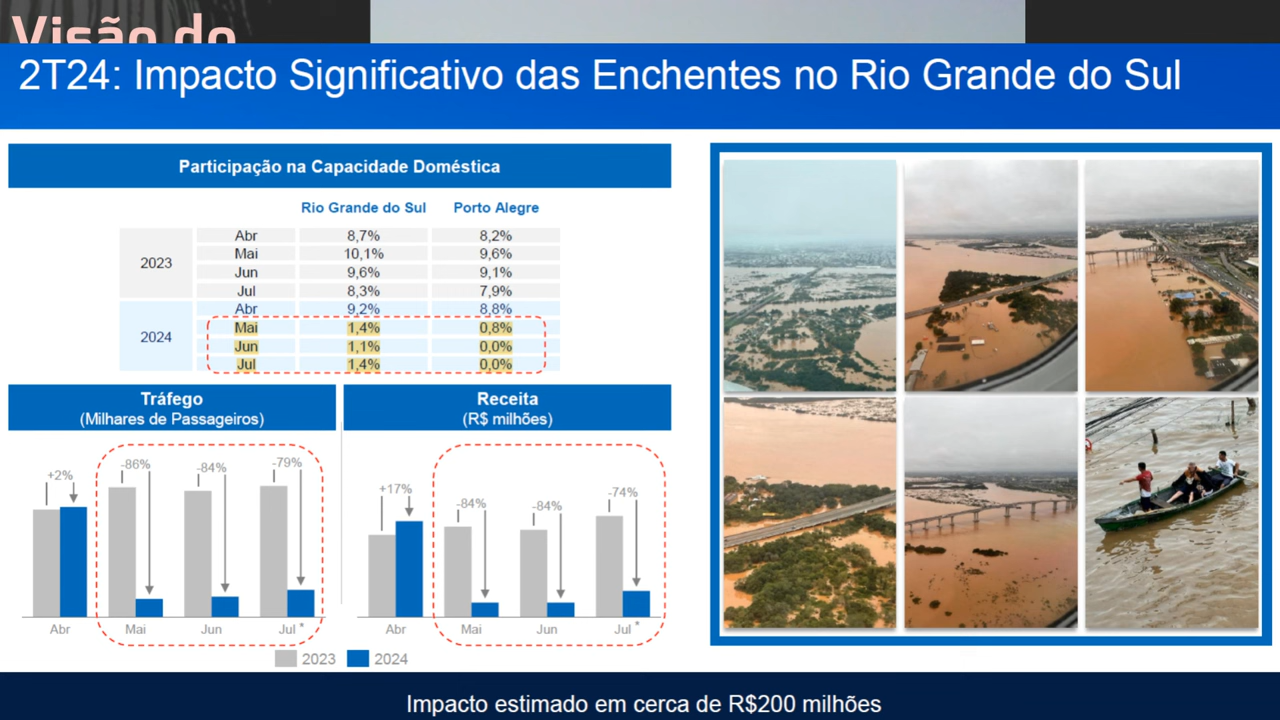 Visão do
2T24: Impacto Significativo das Enchentes no Rio Grande do Sul
Participação na Capacidade Doméstica
Rio Grande do Sul Porto Alegre
2023
Abr 8,7% 8,2%
Mai 10,1% 9,6%
Jun 9,6% 9,1%
Jul 8,3% 7,9%
2024
Abr 9,2% 8,8%
Mai 1,4% 0,8%
Jun 1,1% 0,0%
Jul 1,4% 0,0%
Tráfego
(Milhares de Passageiros)
+2% -86% -84% -79%
Abr Mai Jun Jul *
Receita
(R$ milhões)
+17% -84% -84% -74%
Abr Mai Jun Jul *
2023 2024
Impacto estimado em cerca de R$200 milhões